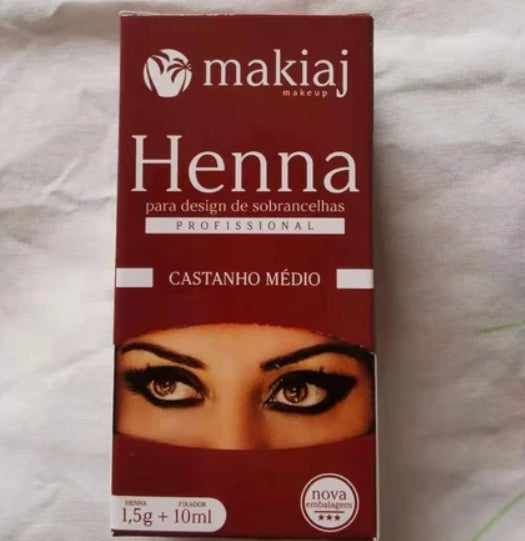 makiaj
makeup
Henna
para design de sobrancelhas
PROFISSIONAL
CASTANHO MÉDIO
HENNA FIXADOR
1,5g + 10ml
nova
embalagem